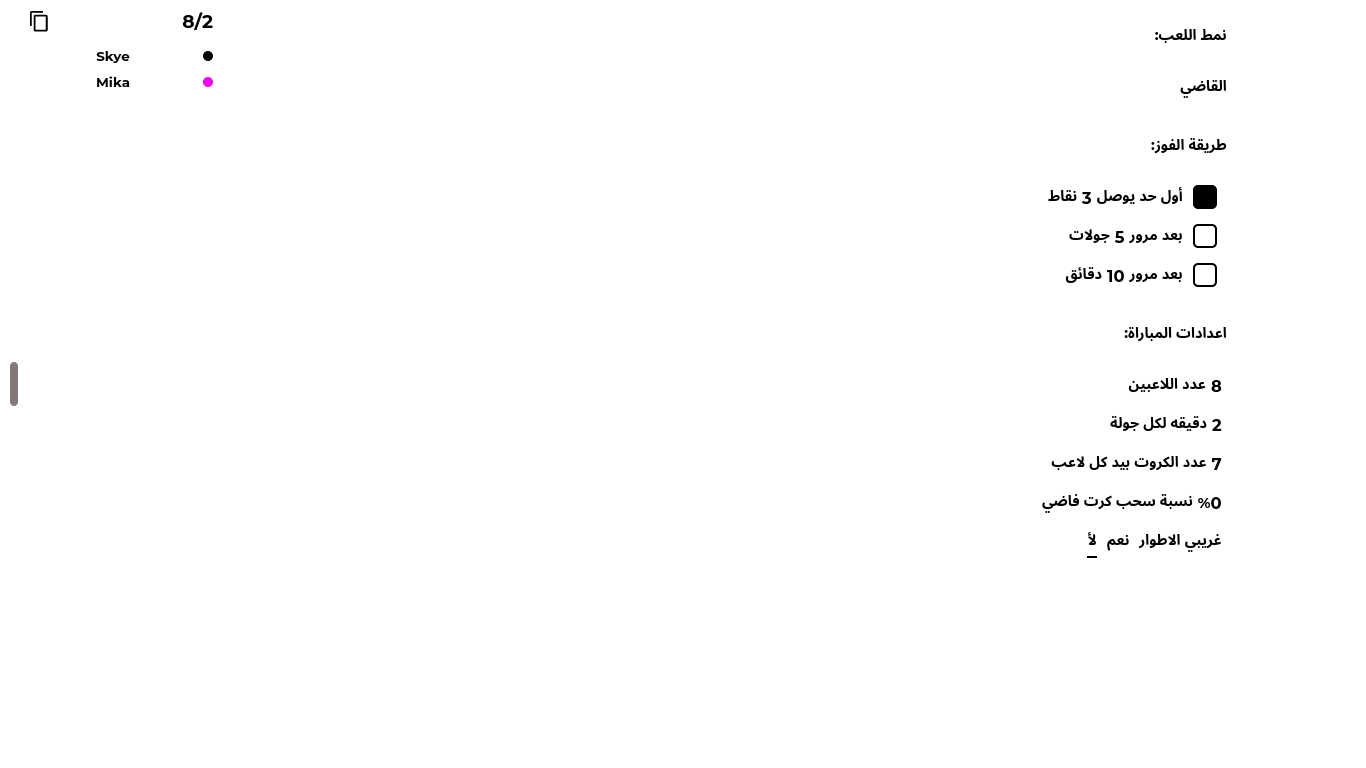 نمط اللعب:
القاضي
طريقة الفوز:
أول حد يوصل 3 نقاط
بعد مرور 5 جولات
بعد مرور 10 دقائق
اعدادات المباراة:
8 عدد اللاعبين
2 دقيقه لكل جولة
7 عدد الكروت بيد كل لاعب
%0 نسبة سحب كرت فاضي
غريبي الاطوار نعم لأ
8/2
Skye
Mika